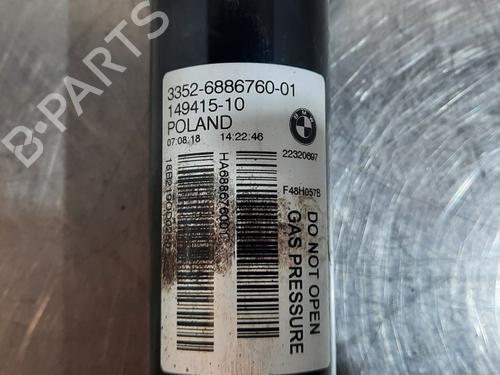 3352-6886760-01
149415-10
POLAND
07:08:18 14:22:46
22320697
F48H057B
HA688676001
DO NOT OPEN
GAS PRESSURE
B-PARTS